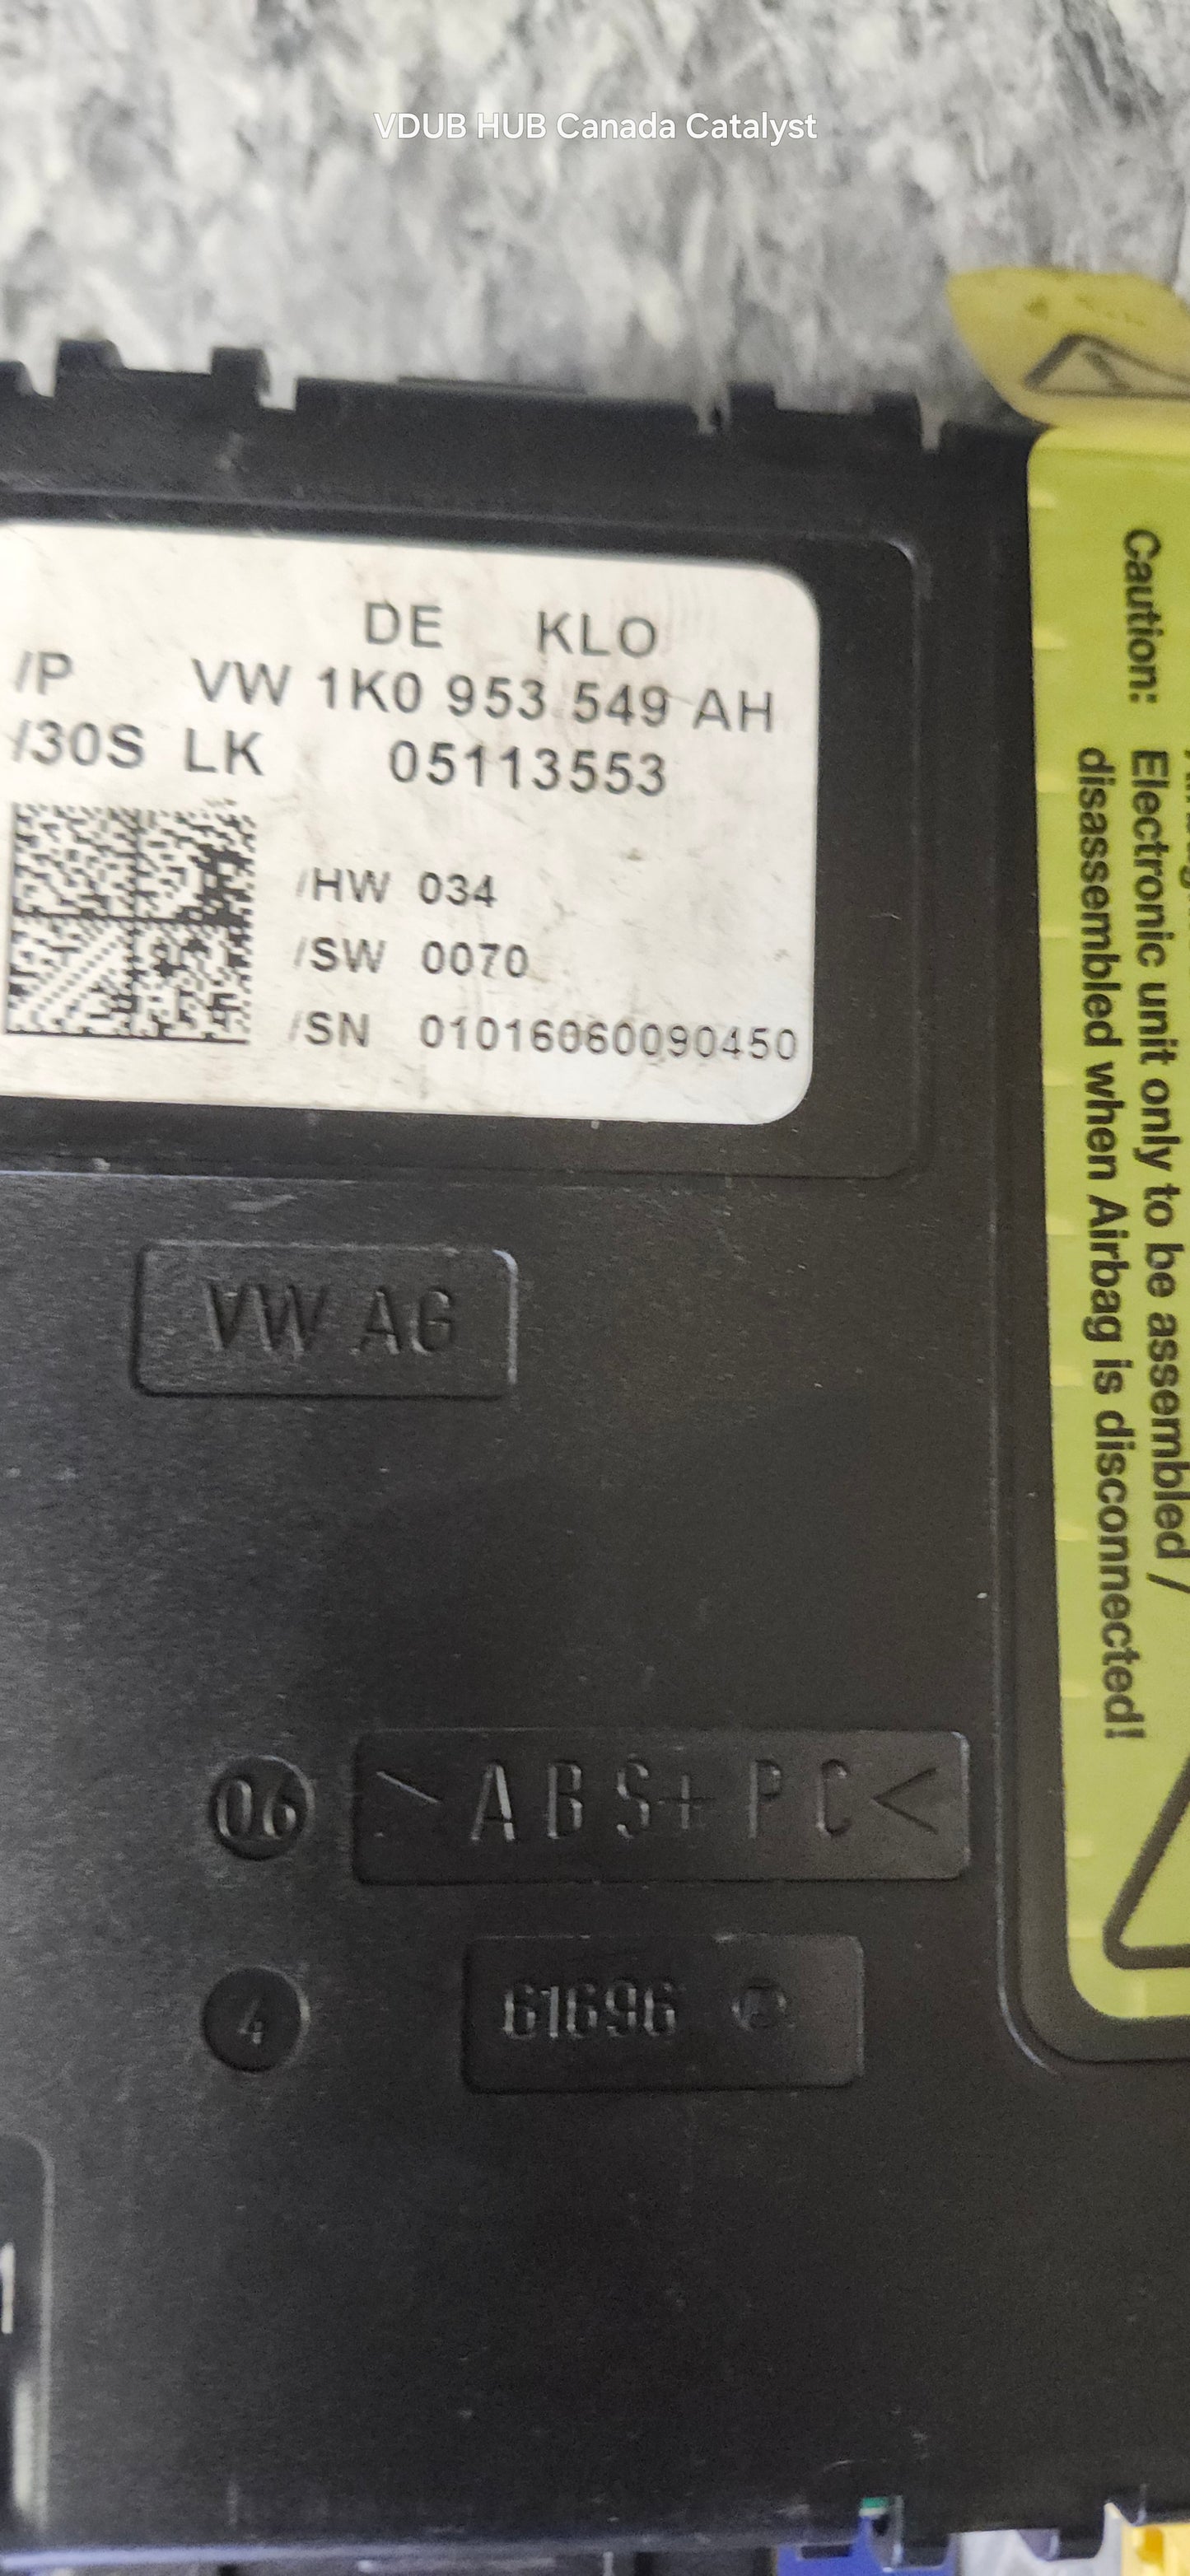 VDUB HUB Canada Catalyst
DE KLO
/P VW 1K0 953 549 AH
/30S LK 05113553
/HW 034
/SW 0070
/SN 01016060090450
VW AG
06 >ABS+PC<
4 61696
Caution: Electronic unit only to be assembled /
disassembled when Airbag is disconnected!